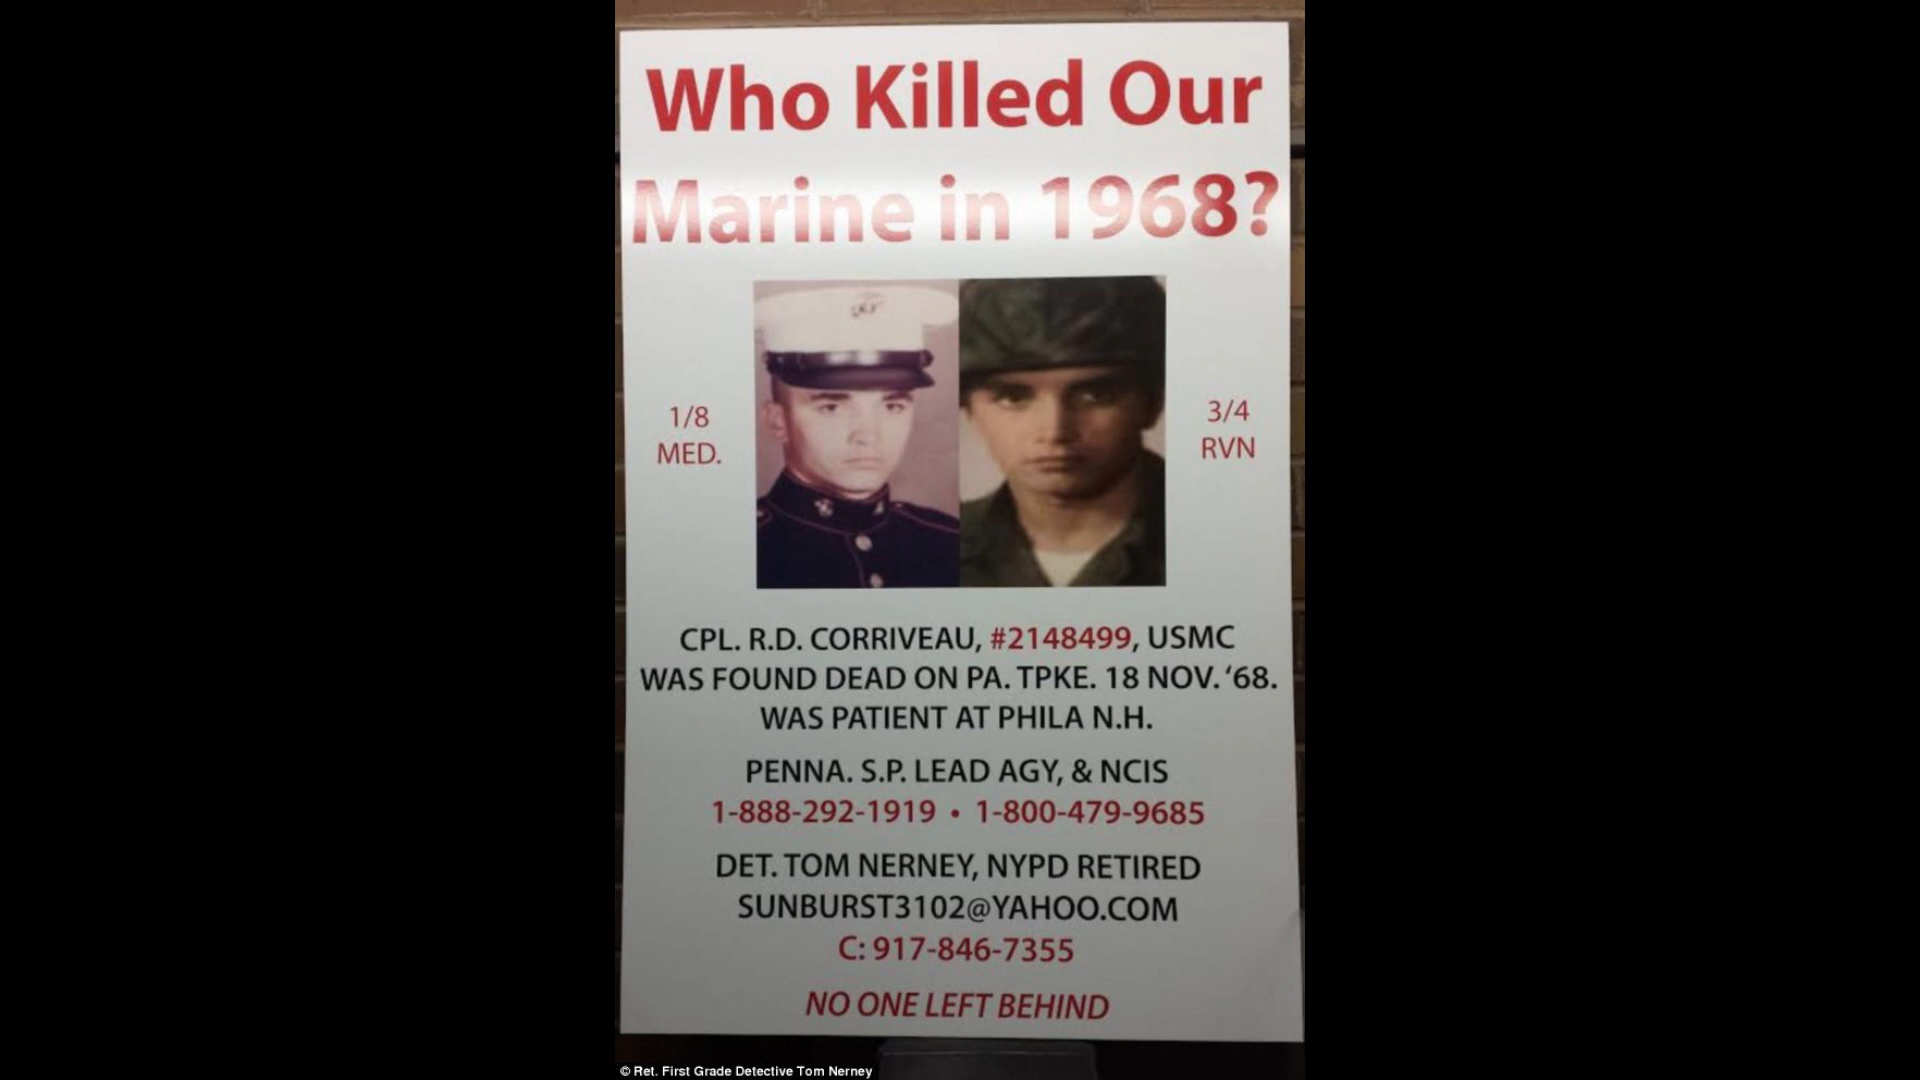 Who Killed Our
Marine in 1968?
1/8
MED.
3/4
RVN
CPL. R.D. CORRIVEAU, #2148499, USMC
WAS FOUND DEAD ON PA. TPKE. 18 NOV. ‘68.
WAS PATIENT AT PHILA N.H.
PENNA. S.P. LEAD AGY, & NCIS
1-888-292-1919 • 1-800-479-9685
DET. TOM NERNEY, NYPD RETIRED
SUNBURST3102@YAHOO.COM
C: 917-846-7355
NO ONE LEFT BEHIND
© Ret. First Grade Detective Tom Nerney